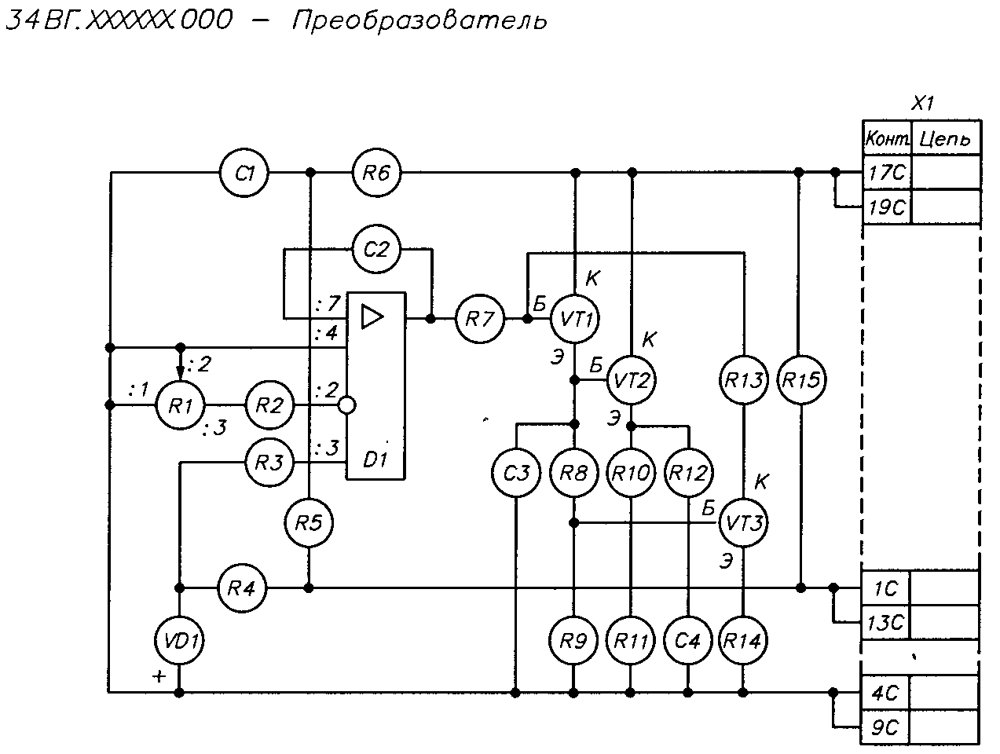 34ВГ.XXXXXX.000 – Преобразователь
X1
Конт. Цепь
C1
R6
17С
19С
C2
К
:7
Б
R7
VT1
:4
Э
К
:2
Б
VT2
R13
R15
:1
R1
R2
:2
:3
Э
R3
:3
D1
C3
R8
R10
R12
К
Б
R5
VT3
Э
R4
1С
13С
VD1
R9
R11
C4
R14
+
4С
9С